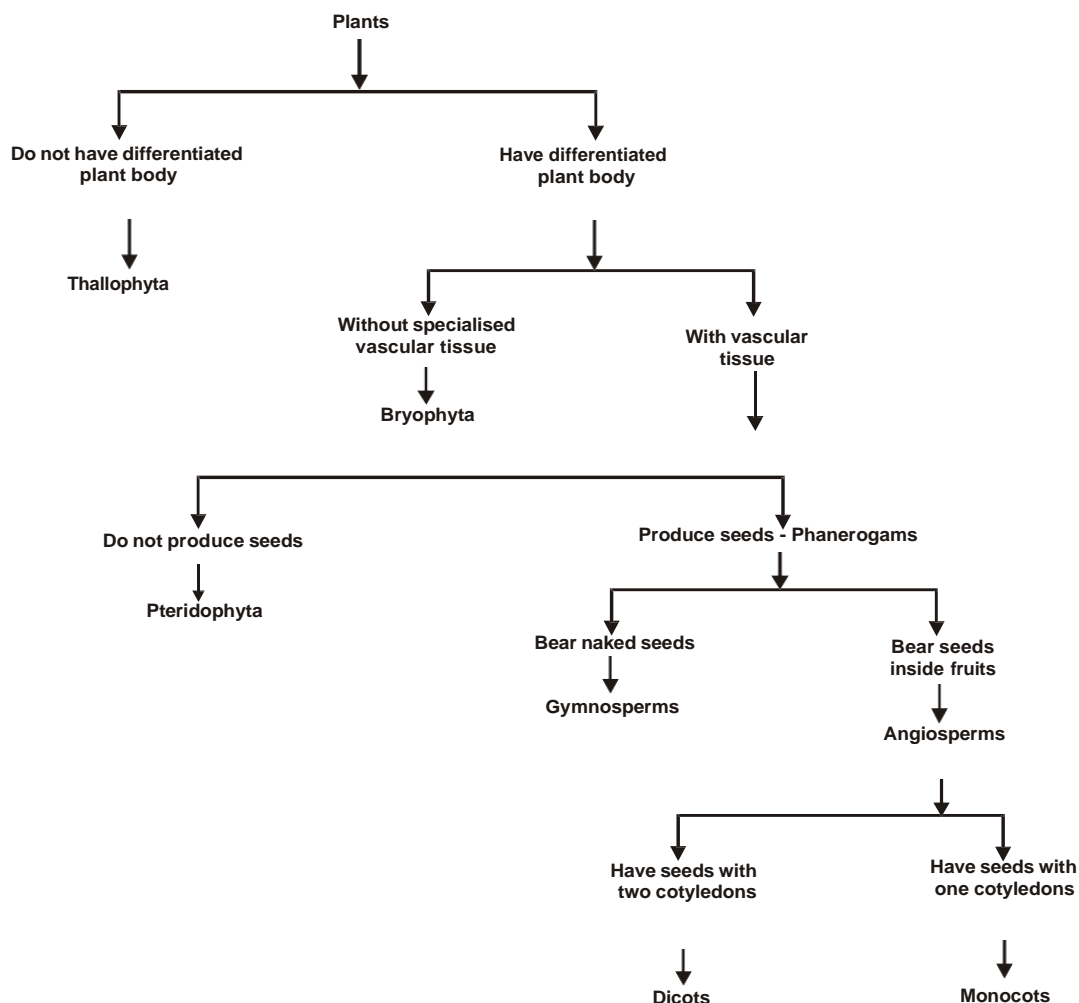 Plants
Do not have differentiated
plant body
Have differentiated
plant body
Thallophyta
Without specialised
vascular tissue
With vascular
tissue
Bryophyta
Do not produce seeds
Produce seeds - Phanerogams
Pteridophyta
Bear naked seeds
Bear seeds
inside fruits
Gymnosperms
Angiosperms
Have seeds with
two cotyledons
Have seeds with
one cotyledons
Dicots
Monocots